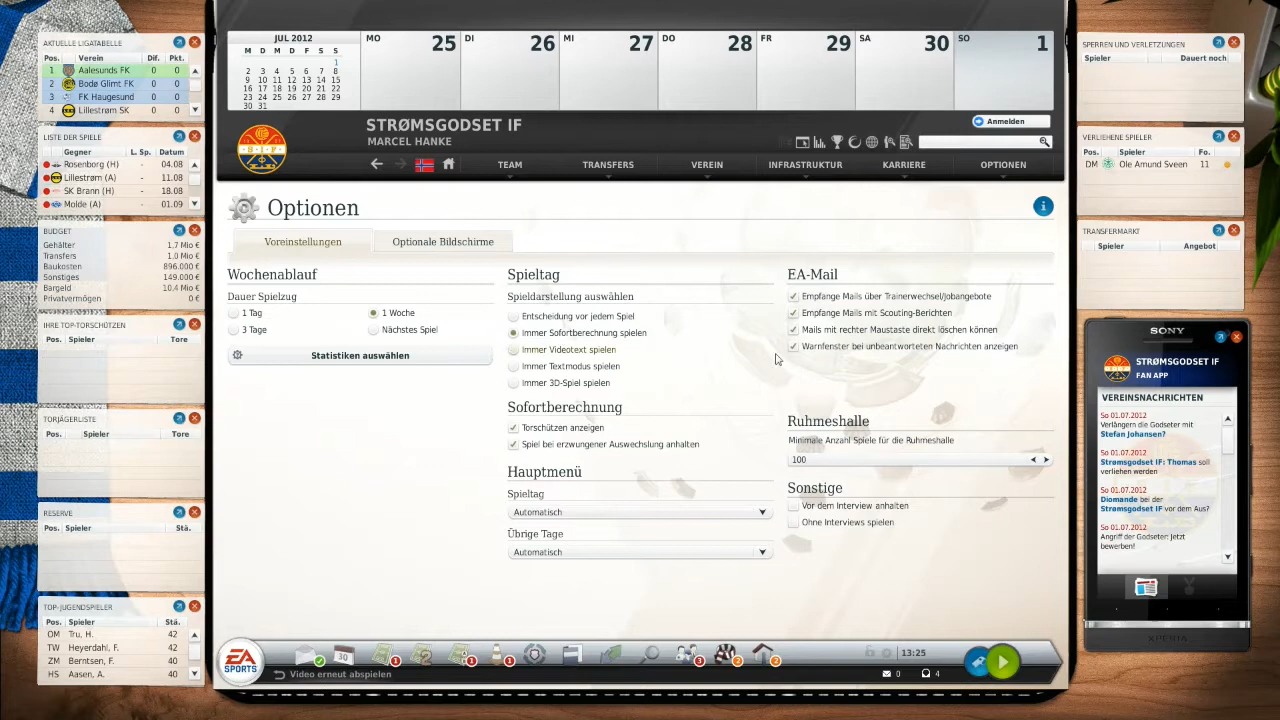 AKTUELLE LIGATABELLE
Pos. Verein Dif. Pkt.
1 Aalesunds FK 0 0
2 Bodø Glimt FK 0 0
3 FK Haugesund 0 0
4 Lillestrøm SK 0 0
LISTE DER SPIELE
Gegner L. Sp. Datum
Rosenborg (H) - 04.08
Lillestrøm (A) - 11.08
SK Brann (H) - 18.08
Molde (A) - 01.09
BUDGET
Gehälter 1,7 Mio €
Transfers 1,0 Mio €
Baukosten 896.000 €
Sonstiges 149.000 €
Bargeld 10,4 Mio €
Privatvermögen 0 €
IHRE TOP-TORSCHÜTZEN
Pos. Spieler Tore
TORJÄGERLISTE
Pos. Spieler Tore
RESERVE
Pos. Spieler Stä.
TOP-JUGENDSPIELER
Pos. Spieler Stä.
OM Tru, H. 42
TW Heyerdahl, F. 42
ZM Berntsen, F. 40
HS Aasen, A. 40
JUL 2012
M D M D F S S
1
2 3 4 5 6 7 8
9 10 11 12 13 14 15
16 17 18 19 20 21 22
23 24 25 26 27 28 29
30 31
MO 25 DI 26 MI 27 DO 28 FR 29 SA 30 SO 1
STRØMSGODSET IF
MARCEL HANKE
Anmelden
TEAM TRANSFERS VEREIN INFRASTRUKTUR KARRIERE OPTIONEN
Optionen
Voreinstellungen Optionale Bildschirme
Wochenablauf
Dauer Spielzug
1 Tag 1 Woche
3 Tage Nächstes Spiel
Statistiken auswählen
Spieltag
Spieldarstellung auswählen
Entscheidung vor jedem Spiel
Immer Sofortberechnung spielen
Immer Videotext spielen
Immer Textmodus spielen
Immer 3D-Spiel spielen
Sofortberechnung
Torschützen anzeigen
Spiel bei erzwungener Auswechslung anhalten
Hauptmenü
Spieltag
Automatisch
Übrige Tage
Automatisch
EA-Mail
Empfange Mails über Trainerwechsel/Jobangebote
Empfange Mails mit Scouting-Berichten
Mails mit rechter Maustaste direkt löschen können
Warnfenster bei unbeantworteten Nachrichten anzeigen
Ruhmeshalle
Minimale Anzahl Spiele für die Ruhmeshalle
100
Sonstige
Vor dem Interview anhalten
Ohne Interviews spielen
EA SPORTS
30 1 2 1 1 3 2 2
13:25
Video erneut abspielen
0 4
SPERREN UND VERLETZUNGEN
Spieler Dauert noch
VERLIEHENE SPIELER
Pos. Spieler Fo.
DM Ole Amund Sveen 11
TRANSFERMARKT
Spieler Angebot
SONY
STRØMSGODSET IF
FAN APP
VEREINSNACHRICHTEN
So 01.07.2012
Verlängern die Godseter mit
Stefan Johansen?
So 01.07.2012
Strømsgodset IF: Thomas soll
verliehen werden
So 01.07.2012
Diomande bei der
Strømsgodset IF vor dem Aus?
So 01.07.2012
Angriff der Godseter: Jetzt
bewerben!
XPERIA